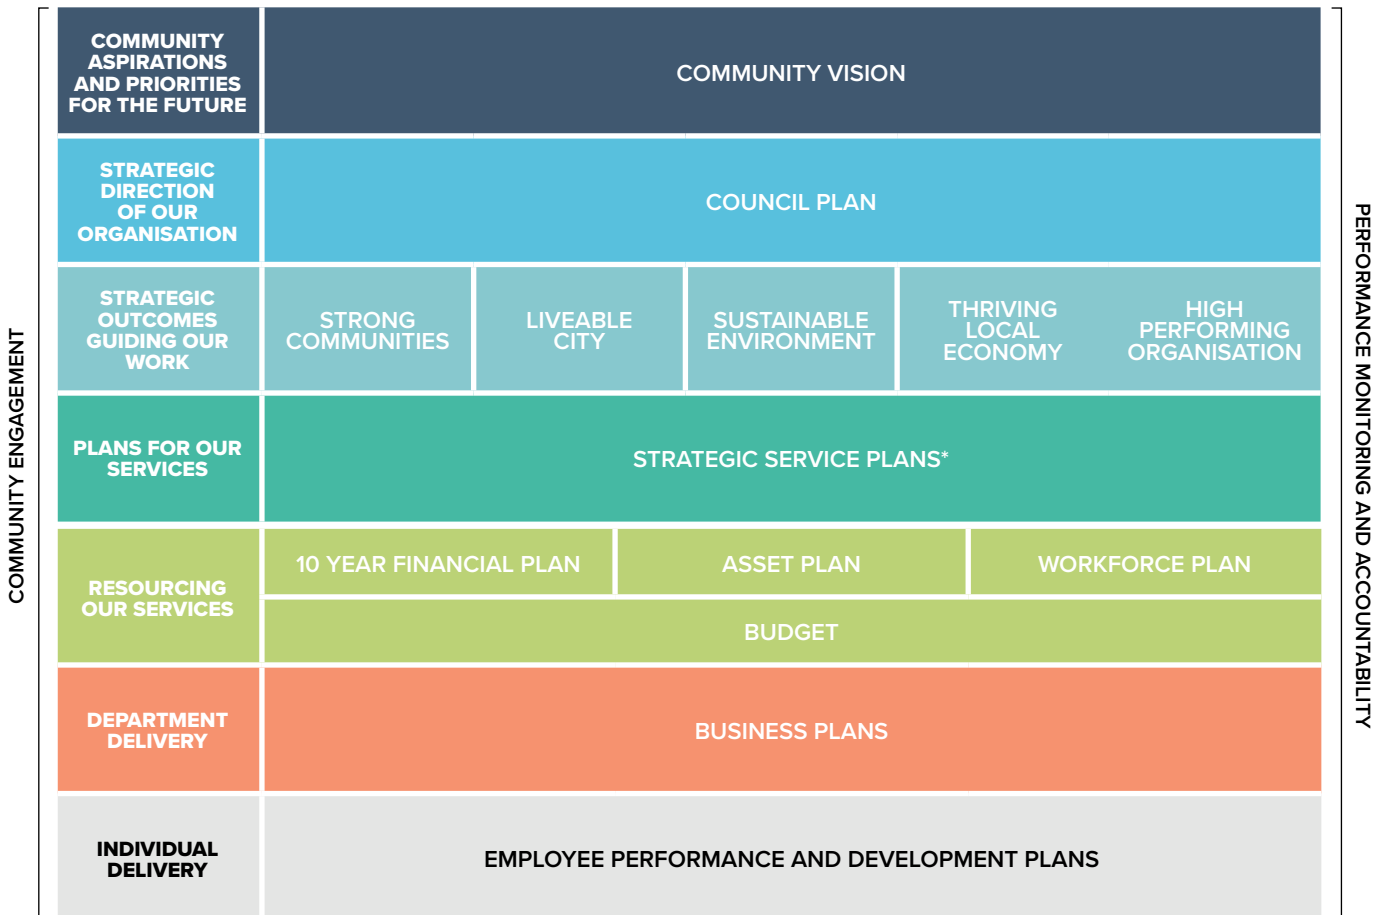 COMMUNITY ENGAGEMENT
COMMUNITY
ASPIRATIONS
AND PRIORITIES
FOR THE FUTURE
COMMUNITY VISION
STRATEGIC
DIRECTION
OF OUR
ORGANISATION
COUNCIL PLAN
STRATEGIC
OUTCOMES
GUIDING OUR
WORK
STRONG
COMMUNITIES
LIVEABLE
CITY
SUSTAINABLE
ENVIRONMENT
THRIVING
LOCAL
ECONOMY
HIGH
PERFORMING
ORGANISATION
PLANS FOR OUR
SERVICES
STRATEGIC SERVICE PLANS*
RESOURCING
OUR SERVICES
10 YEAR FINANCIAL PLAN
ASSET PLAN
WORKFORCE PLAN
BUDGET
DEPARTMENT
DELIVERY
BUSINESS PLANS
INDIVIDUAL
DELIVERY
EMPLOYEE PERFORMANCE AND DEVELOPMENT PLANS
PERFORMANCE MONITORING AND ACCOUNTABILITY